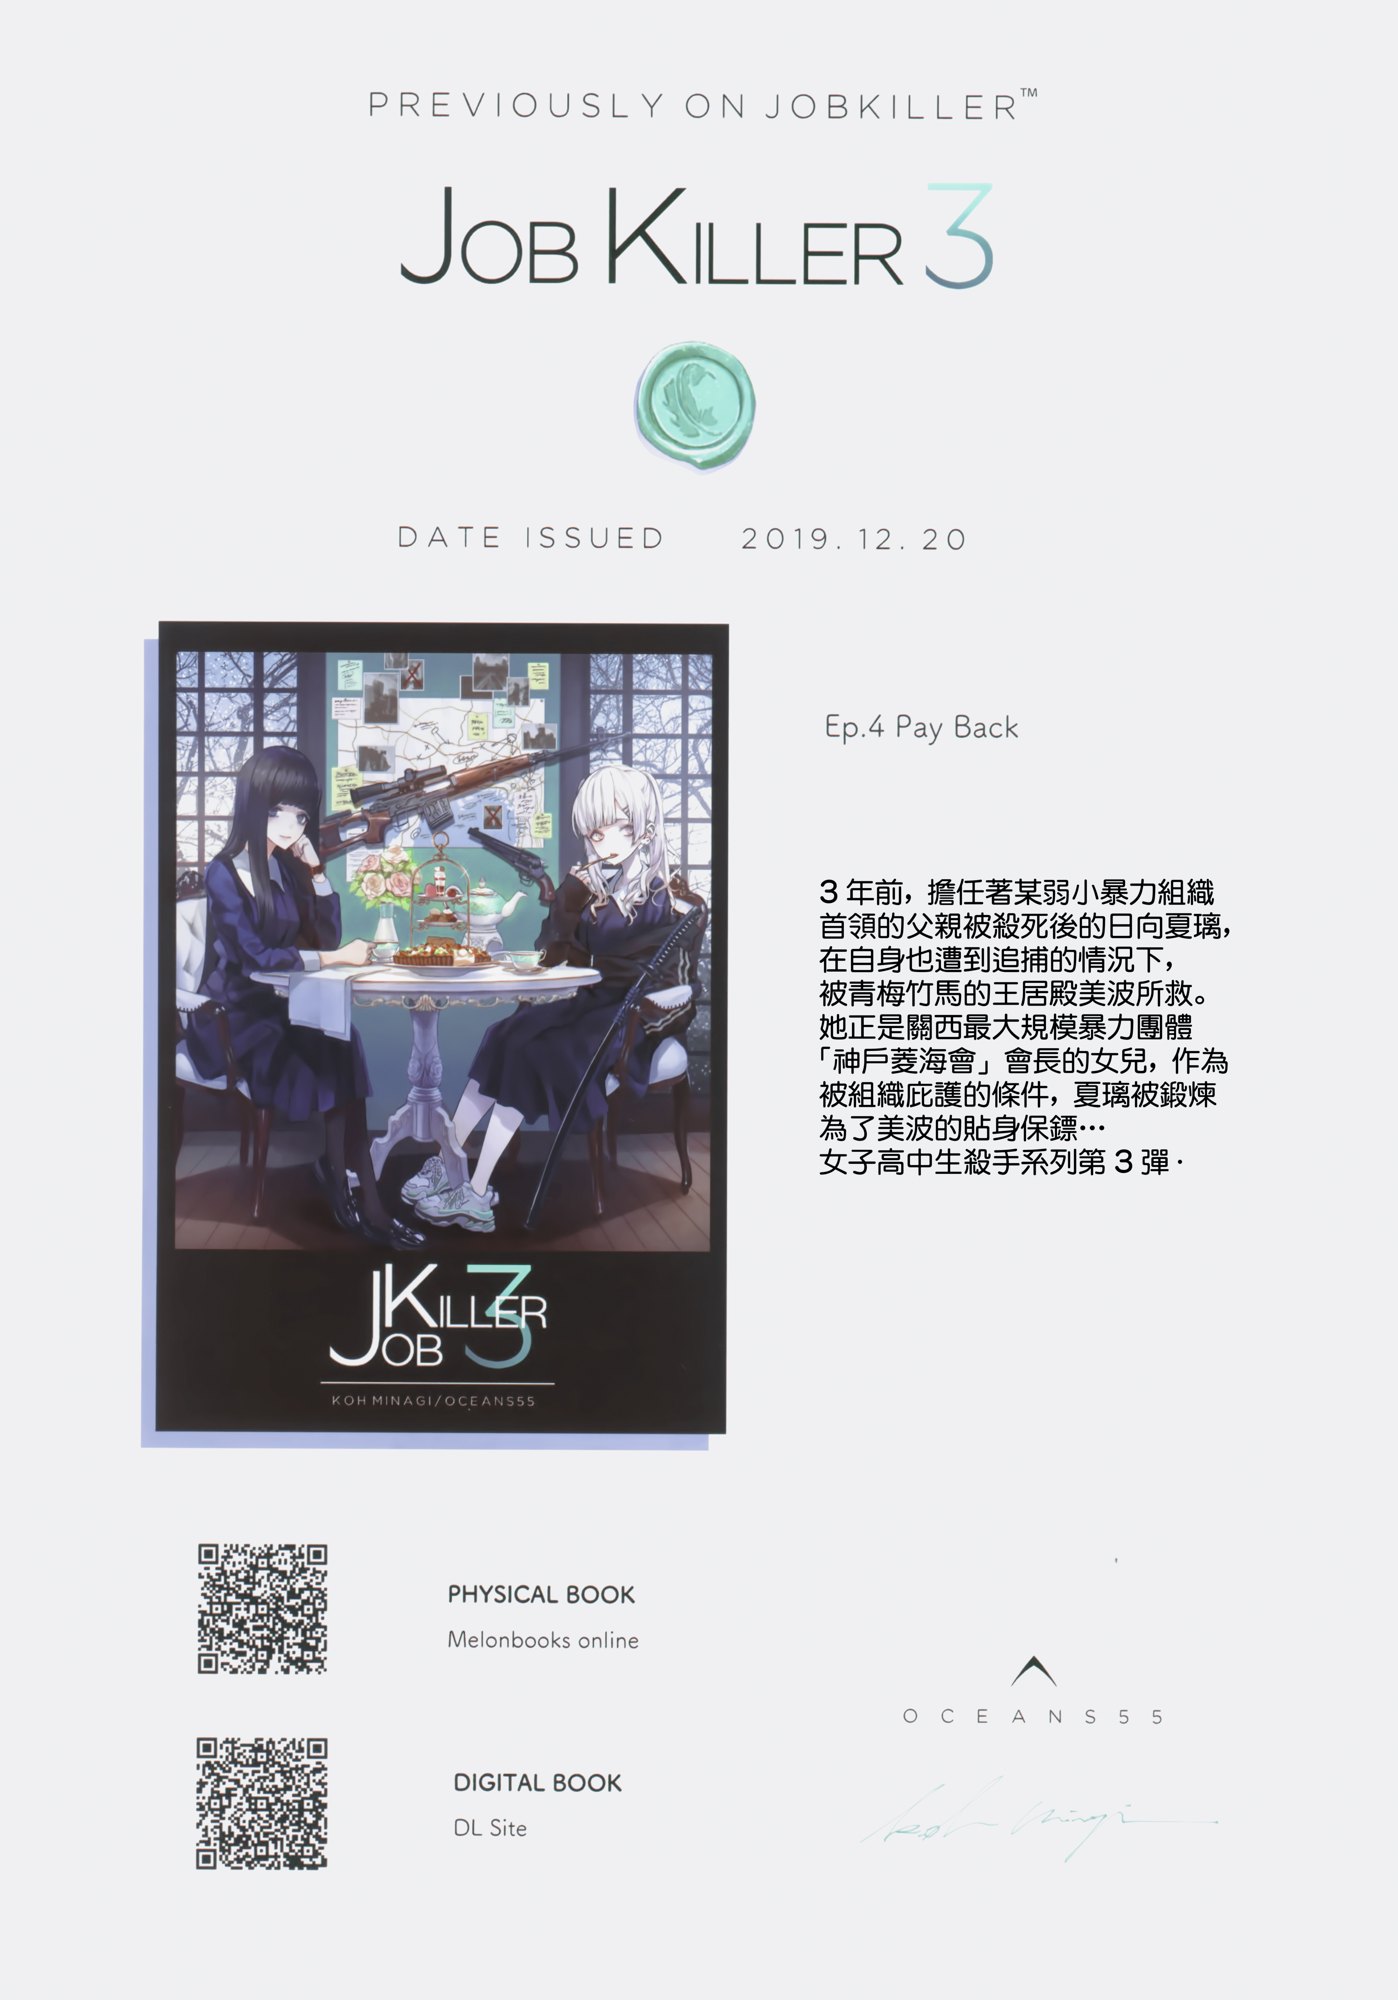 PREVIOUSLY ON JOBKILLER™
JOB KILLER 3
DATE ISSUED 2019.12.20
Ep.4 Pay Back
3 年前，擔任著某弱小暴力組織
首領的父親被殺死後的日向夏璃，
在自身也遭到追捕的情況下，
被青梅竹馬的王居殿美波所救。
她正是關西最大規模暴力團體
「神戶菱海會」會長的女兒，作為
被組織庇護的條件，夏璃被鍛煉
為了美波的貼身保鏢…
女子高中生殺手系列第 3 彈·
JKILLER 3
JOB
KOH MINAGI/OCEANS55
PHYSICAL BOOK
Melonbooks online
DIGITAL BOOK
DL Site
OCEANS55
Koh Minagi